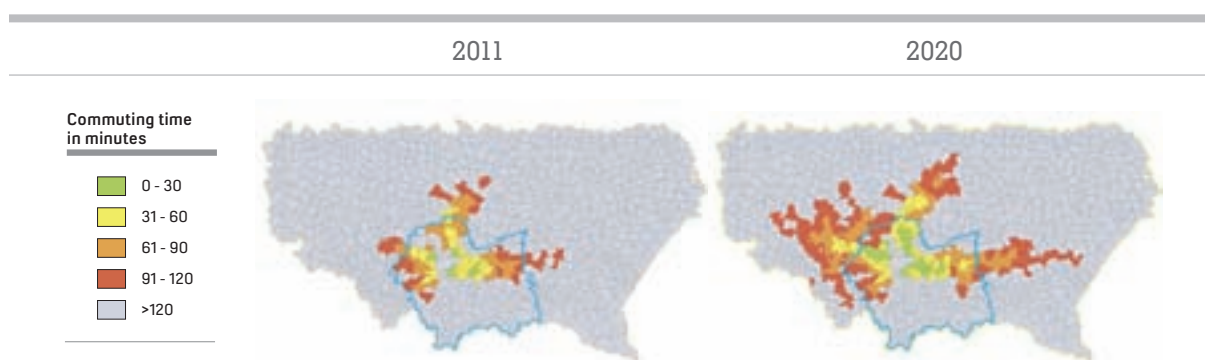 2011
2020
Commuting time
in minutes
0 - 30
31 - 60
61 - 90
91 - 120
>120